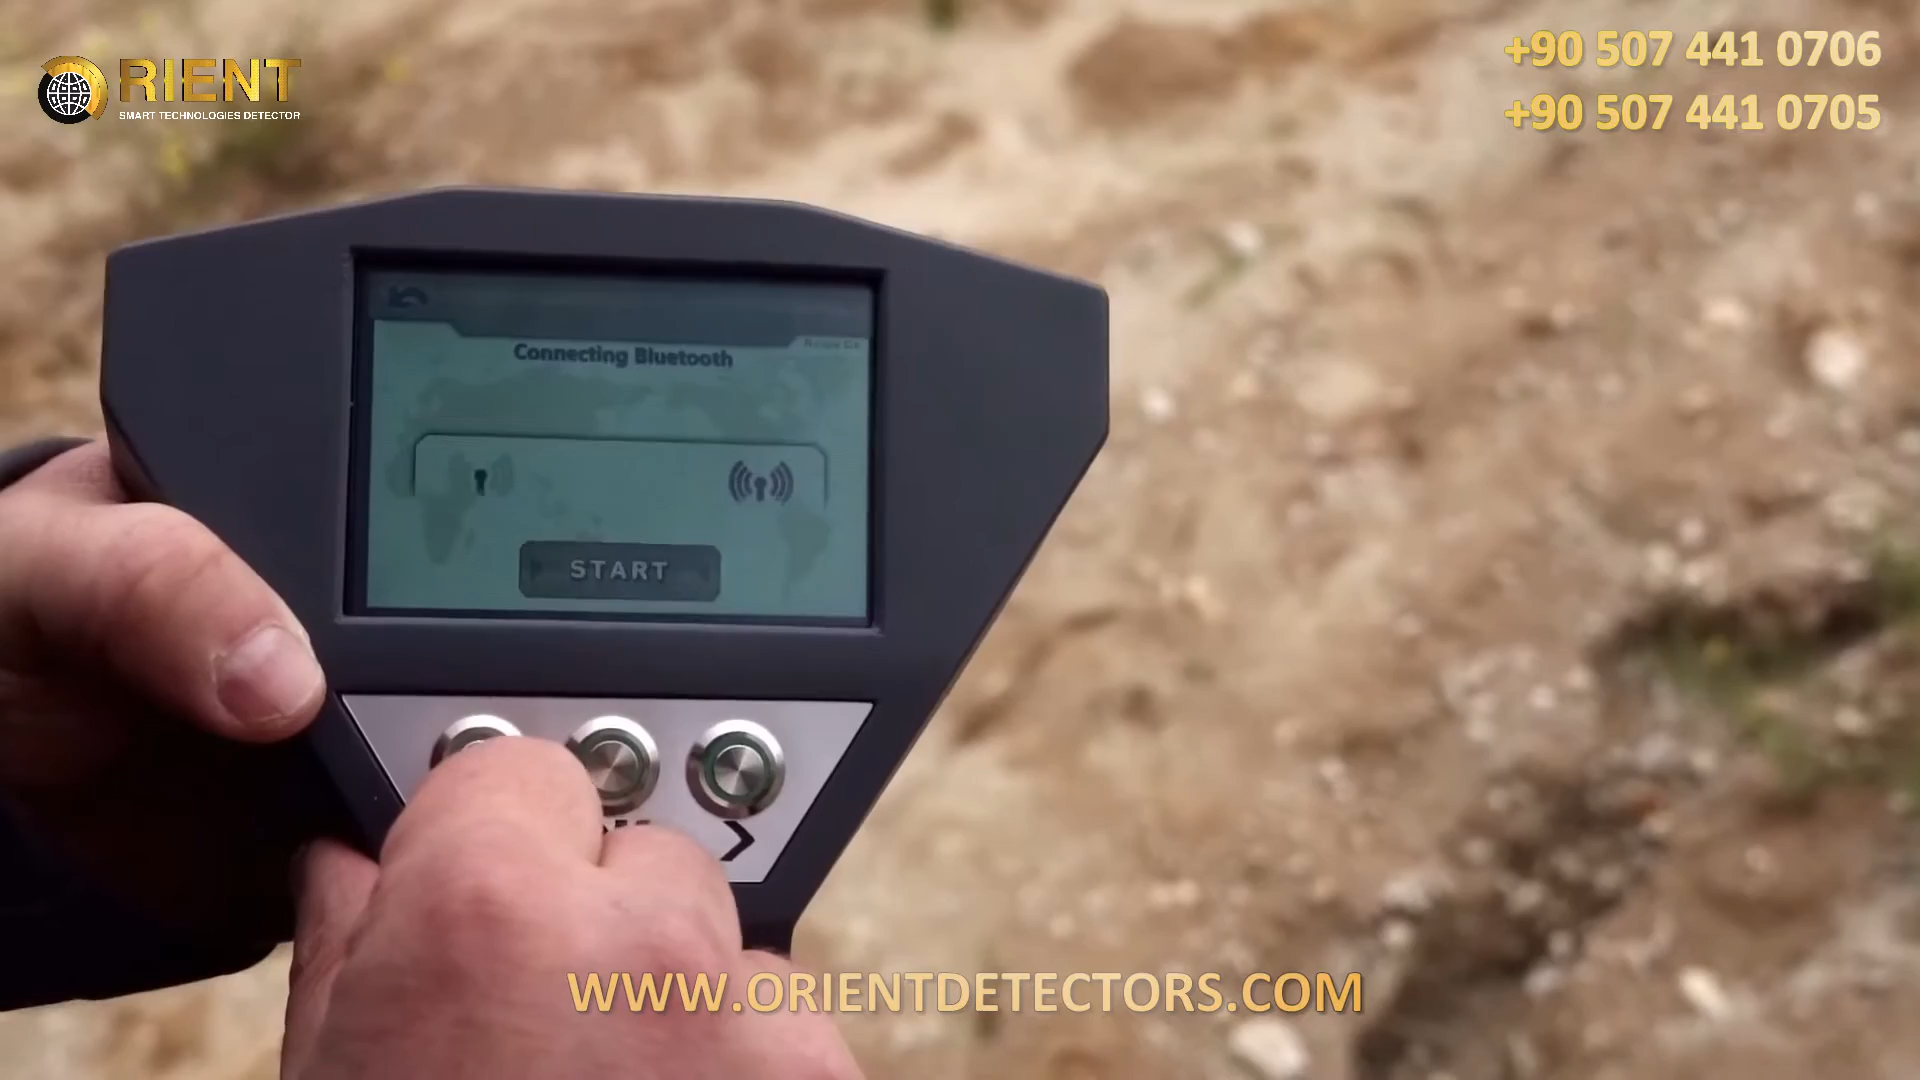 RIENT
SMART TECHNOLOGIES DETECTOR
+90 507 441 0706
+90 507 441 0705
Connecting Bluetooth
START
WWW.ORIENTDETECTORS.COM